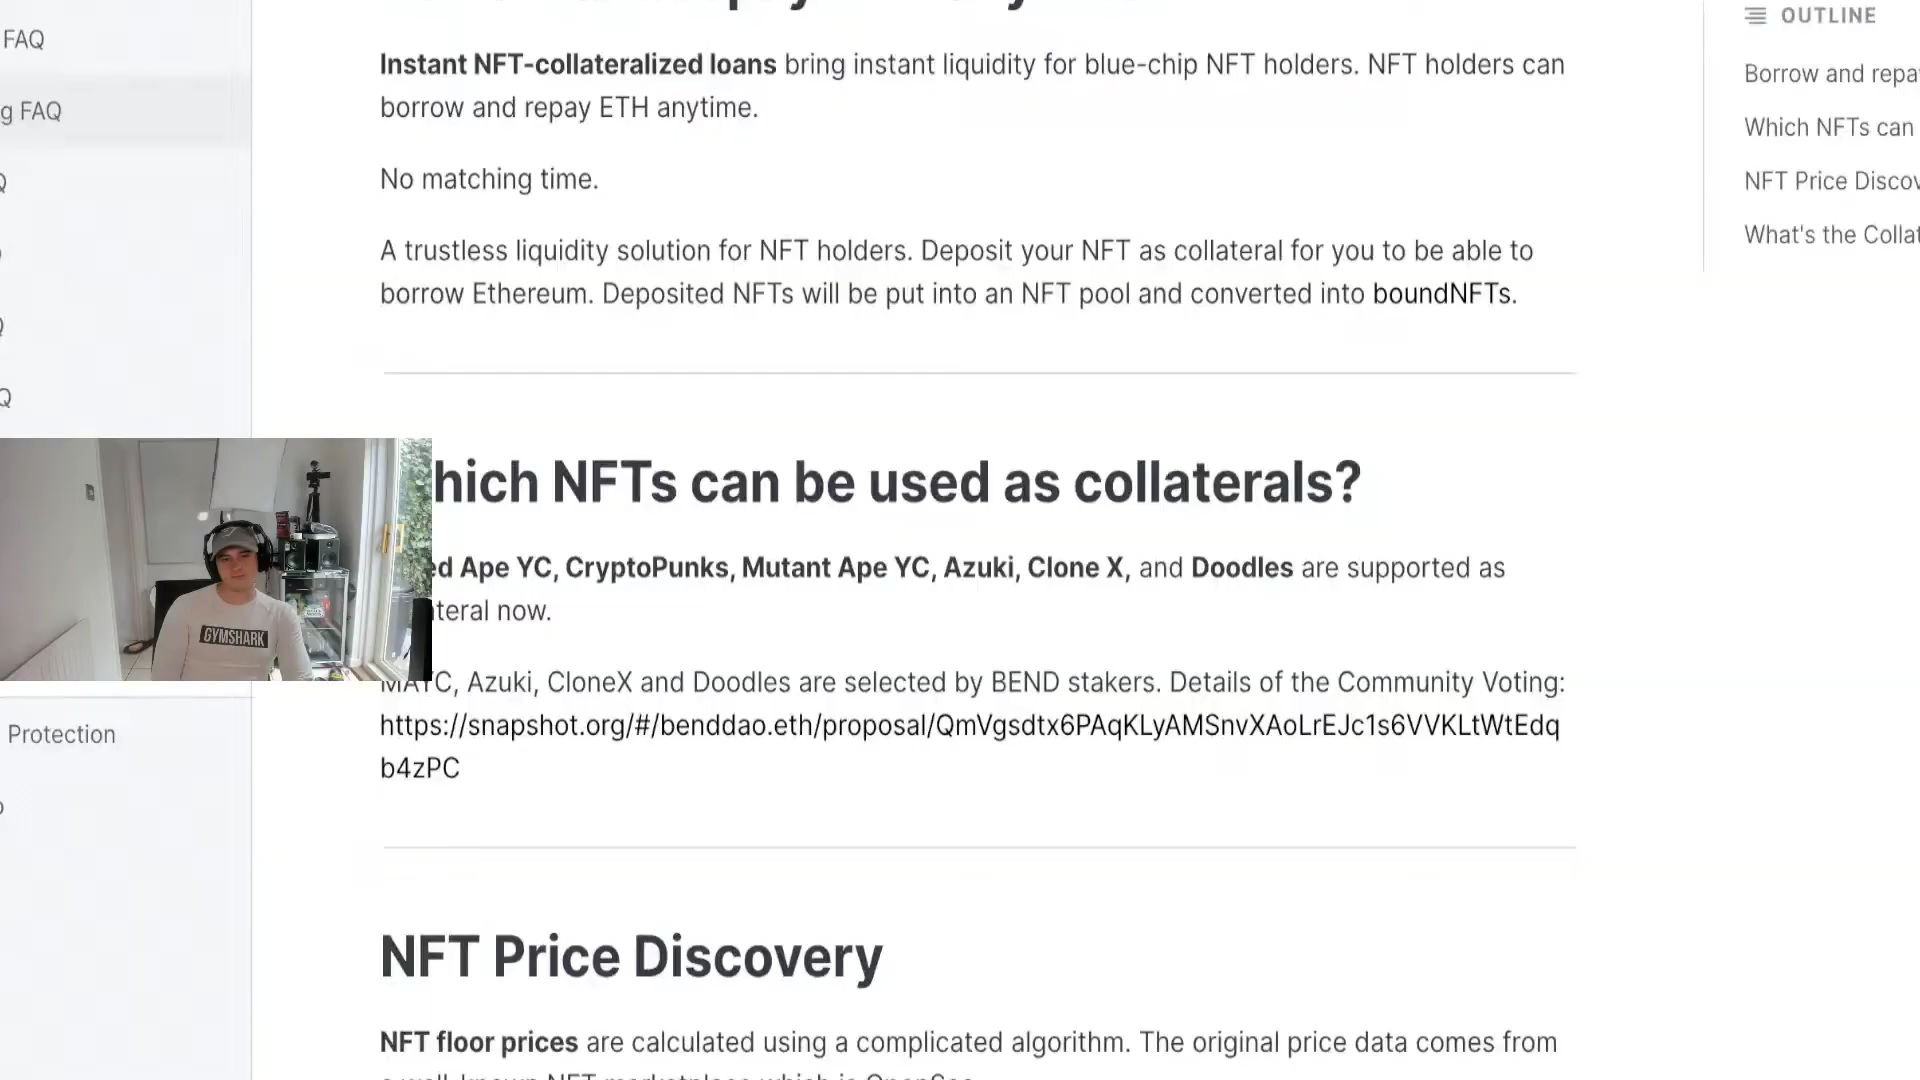 OUTLINE
FAQ
g FAQ
Instant NFT-collateralized loans bring instant liquidity for blue-chip NFT holders. NFT holders can
borrow and repay ETH anytime.
No matching time.
A trustless liquidity solution for NFT holders. Deposit your NFT as collateral for you to be able to
borrow Ethereum. Deposited NFTs will be put into an NFT pool and converted into boundNFTs.
Borrow and repa
Which NFTs can
NFT Price Discov
What's the Collat
hich NFTs can be used as collaterals?
d Ape YC, CryptoPunks, Mutant Ape YC, Azuki, Clone X, and Doodles are supported as
teral now.
MAYC, Azuki, CloneX and Doodles are selected by BEND stakers. Details of the Community Voting:
https://snapshot.org/#/benddao.eth/proposal/QmVgsdtx6PAqKLyAMSnvXAoLrEJc1s6VVKLtWtEdq
b4zPC
GYMSHARK
Protection
NFT Price Discovery
NFT floor prices are calculated using a complicated algorithm. The original price data comes from